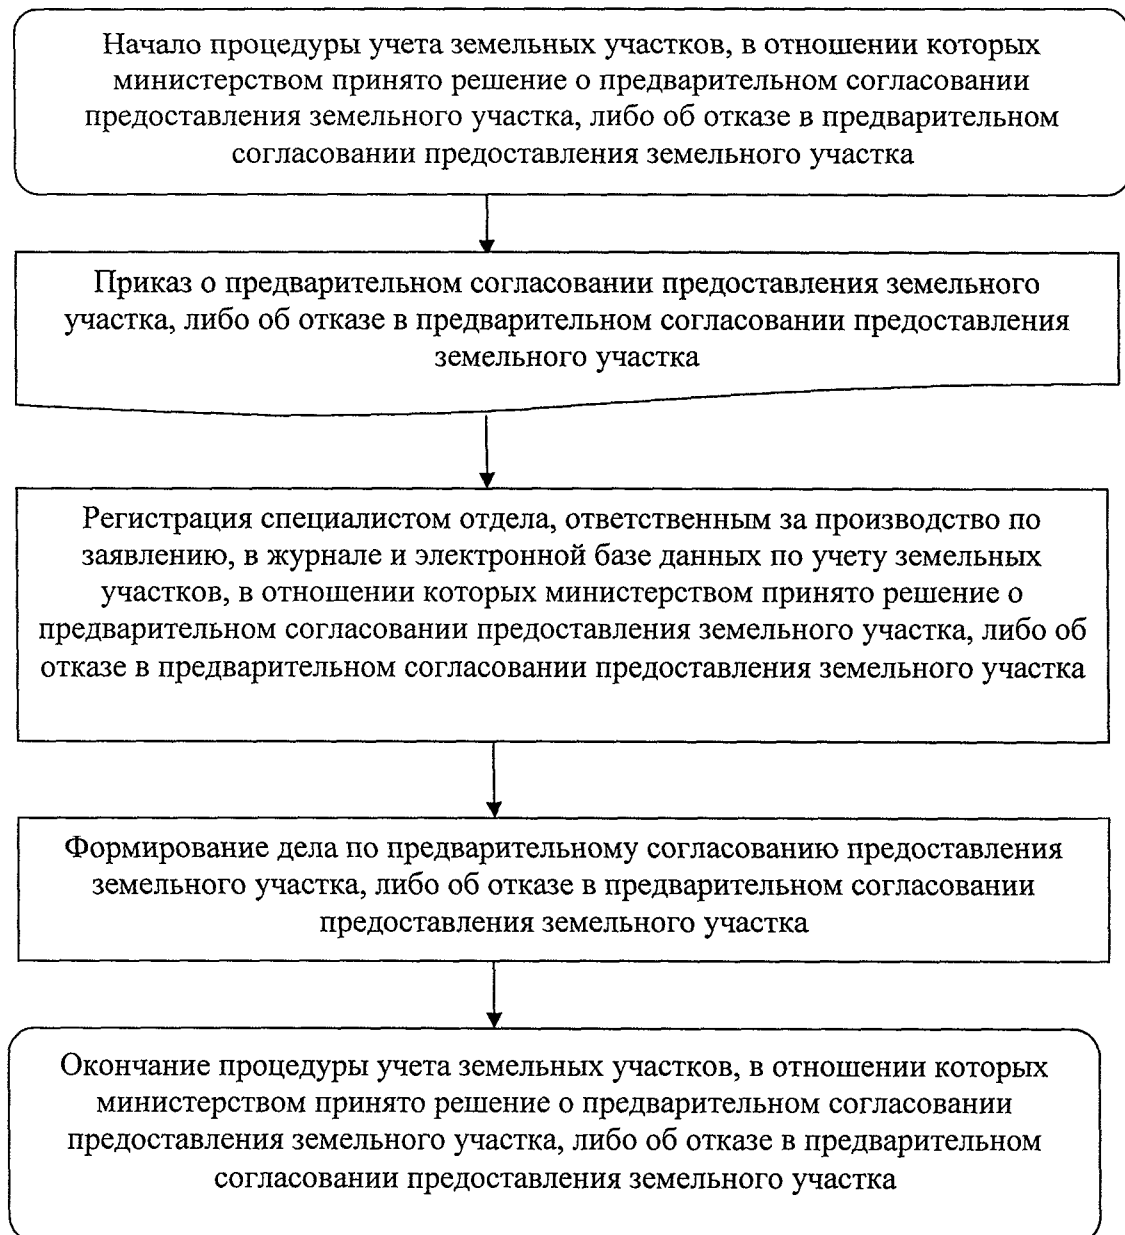 Начало процедуры учета земельных участков, в отношении которых
министерством принято решение о предварительном согласовании
предоставления земельного участка, либо об отказе в предварительном
согласовании предоставления земельного участка
Приказ о предварительном согласовании предоставления земельного
участка, либо об отказе в предварительном согласовании предоставления
земельного участка
Регистрация специалистом отдела, ответственным за производство по
заявлению, в журнале и электронной базе данных по учету земельных
участков, в отношении которых министерством принято решение о
предварительном согласовании предоставления земельного участка, либо об
отказе в предварительном согласовании предоставления земельного участка
Формирование дела по предварительному согласованию предоставления
земельного участка, либо об отказе в предварительном согласовании
предоставления земельного участка
Окончание процедуры учета земельных участков, в отношении которых
министерством принято решение о предварительном согласовании
предоставления земельного участка, либо об отказе в предварительном
согласовании предоставления земельного участка